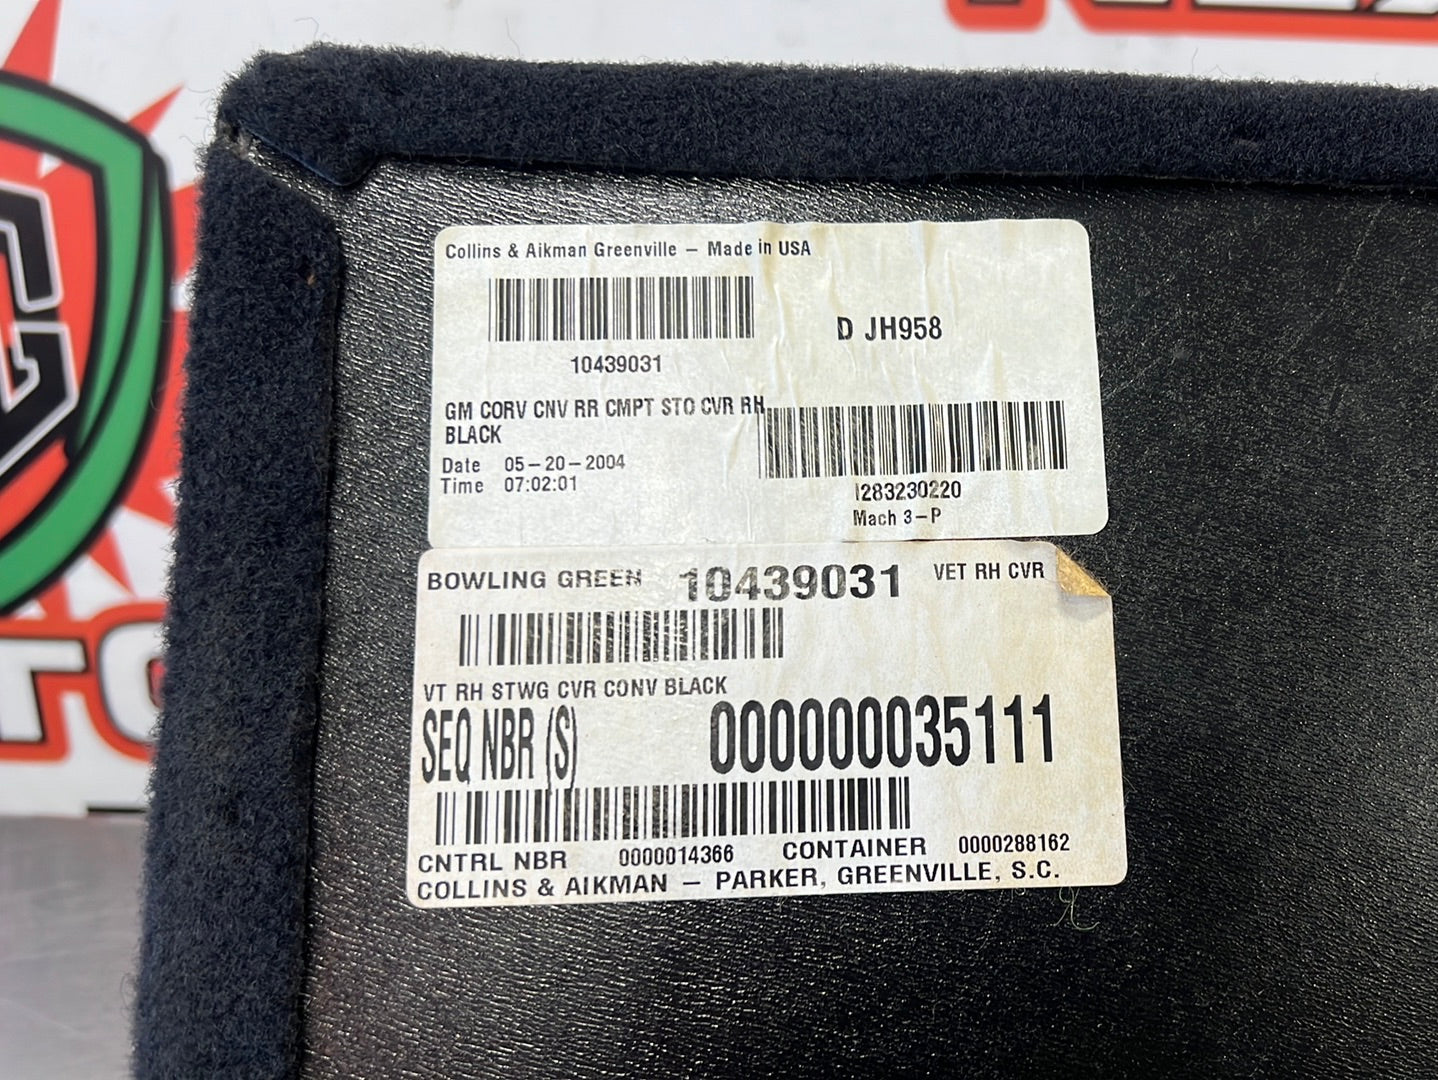 Collins & Aikman Greenville – Made in USA
10439031
D JH958
GM CORV CNV RR CMPT STO CVR RH
BLACK
Date 05-20-2004
Time 07:02:01
I283230220
Mach 3-P
BOWLING GREEN 10439031 VET RH CVR
VT RH STWG CVR CONV BLACK
SEQ NBR (S) 000000035111
CNTRL NBR 0000014366 CONTAINER 0000288162
COLLINS & AIKMAN – PARKER, GREENVILLE, S.C.